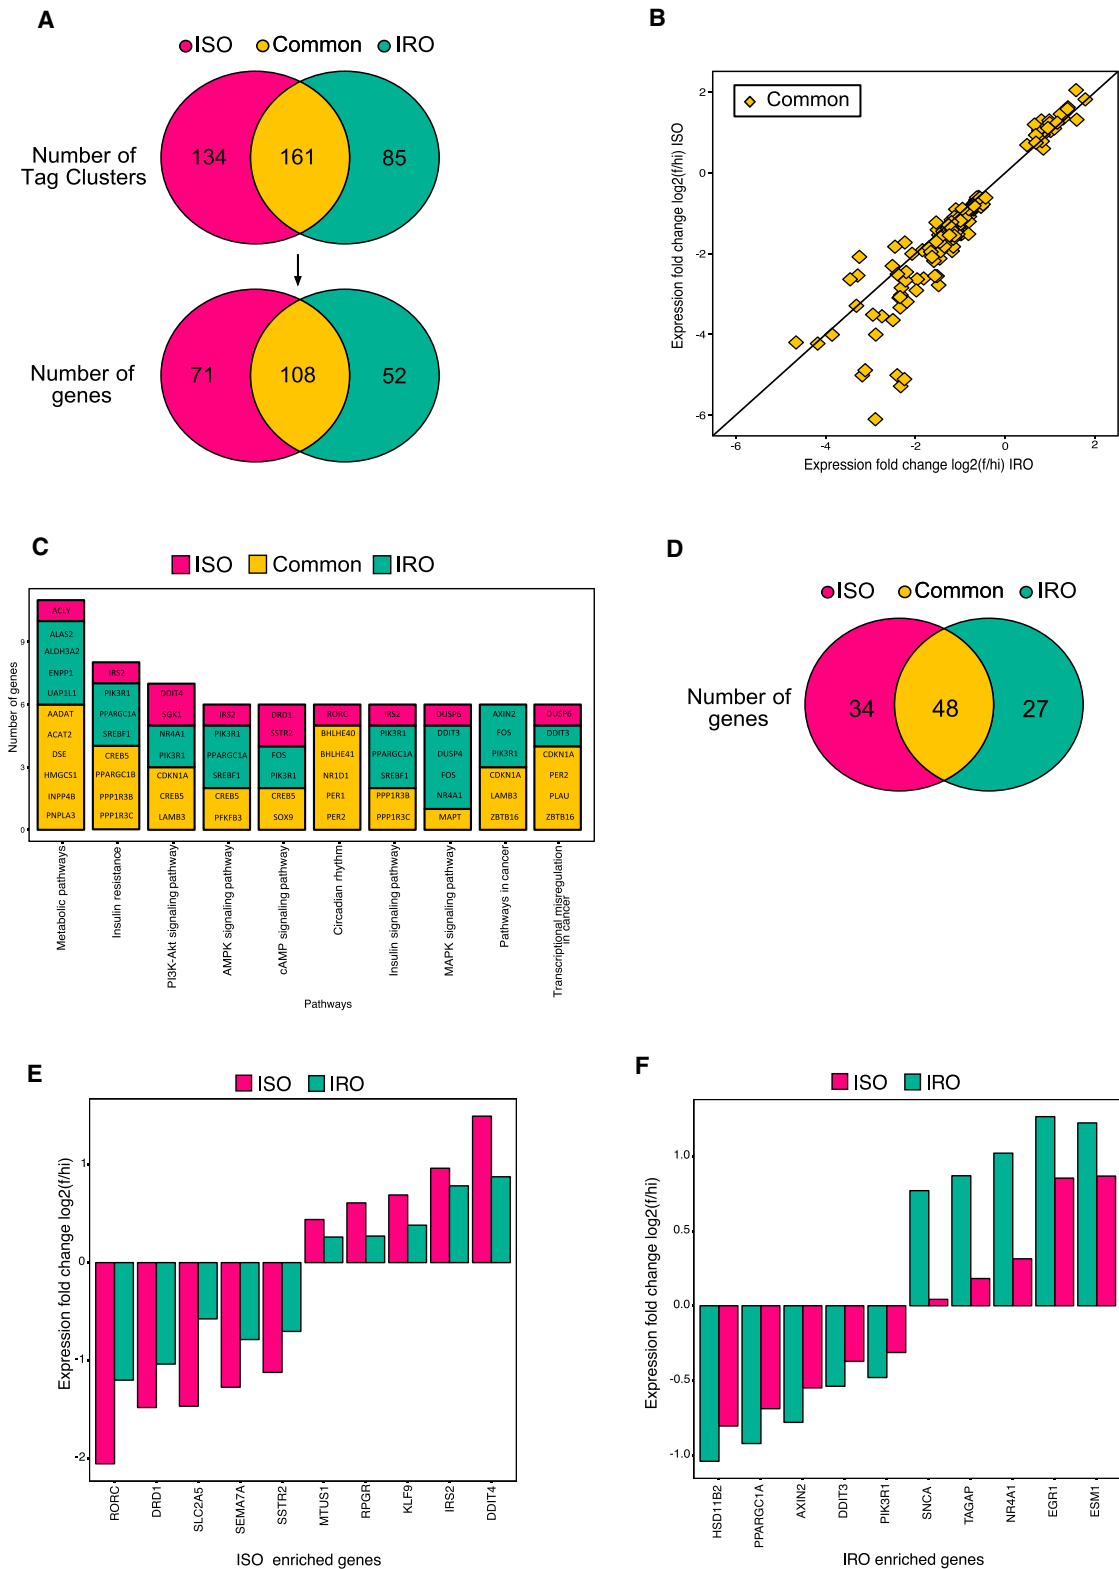 A
ISO Common IRO
Number of
Tag Clusters
134 161 85
Number of
genes
71 108 52
B
Common
Expression fold change log2(f/hi) ISO
2
0
-2
-4
-6
-6 -4 -2 0 2
Expression fold change log2(f/hi) IRO
C
ISO Common IRO
Number of genes
9
6
3
0
ACLY
ALAS2
ALDH3A2
ENPP1
UAP1L1
AADAT
ACAT2
DSE
HMGCS1
INPP4B
PNPLA3
IRS2
PIK3R1
PPARGC1A
SREBF1
CREB5
PPARGC1B
PPP1R3B
PPP1R3C
DDIT4
SGK1
NR4A1
PIK3R1
CDKN1A
CREB5
LAMB3
IRS2
PIK3R1
PPARGC1A
SREBF1
CREB5
PFKFB3
DRD1
SSTR2
FOS
PIK3R1
CREB5
SOX9
RORC
BHLHE40
BHLHE41
NR1D1
PER1
PER2
IRS2
PIK3R1
PPARGC1A
SREBF1
PPP1R3B
PPP1R3C
DUSP6
DDIT3
DUSP4
FOS
NR4A1
MAPT
AXIN2
FOS
PIK3R1
CDKN1A
LAMB3
ZBTB16
DUSP6
DDIT3
CDKN1A
PER2
PLAU
ZBTB16
Metabolic pathways
Insulin resistance
PI3K-Akt signaling pathway
AMPK signaling pathway
cAMP signaling pathway
Circadian rhythm
Insulin signaling pathway
MAPK signaling pathway
Pathways in cancer
Transcriptional misregulation
in cancer
Pathways
D
ISO Common IRO
Number of
genes
34 48 27
E
ISO IRO
Expression fold change log2(f/hi)
1
0
-1
-2
RORC
DRD1
SLC2A5
SEMA7A
SSTR2
MTUS1
RPGR
KLF9
IRS2
DDIT4
ISO enriched genes
F
ISO IRO
Expression fold change log2(f/hi)
1.0
0.5
0.0
-0.5
-1.0
HSD11B2
PPARGC1A
AXIN2
DDIT3
PIK3R1
SNCA
TAGAP
NR4A1
EGR1
ESM1
IRO enriched genes